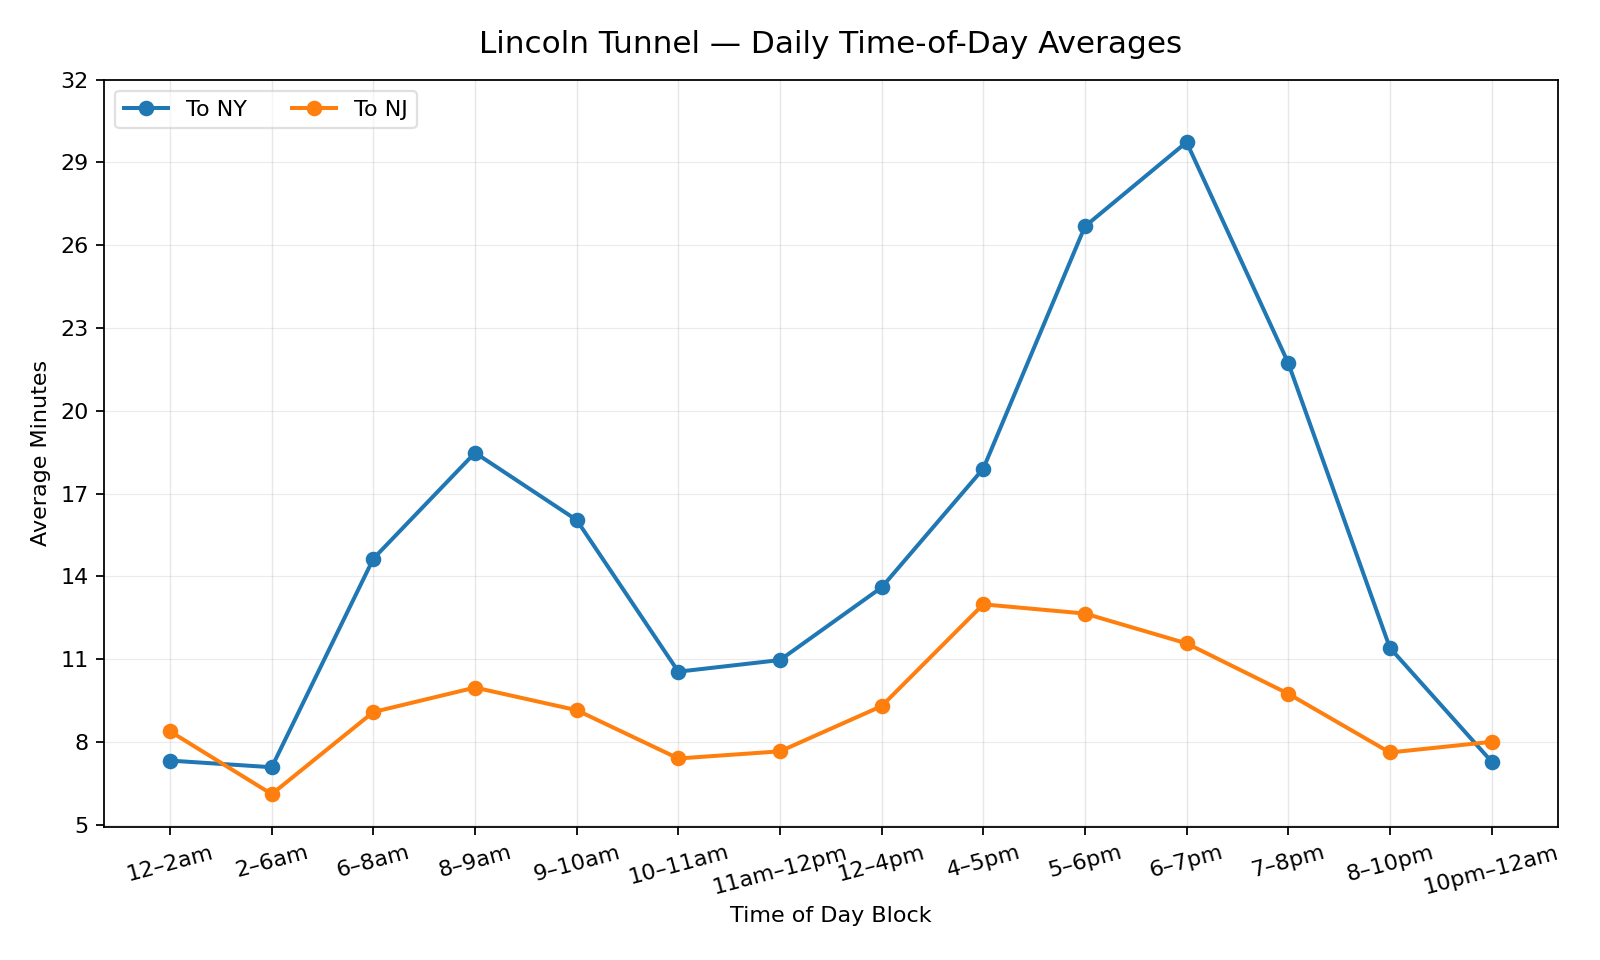 Lincoln Tunnel — Daily Time-of-Day Averages
To NY
To NJ
Average Minutes
32
29
26
23
20
17
14
11
8
5
12–2am
2–6am
6–8am
8–9am
9–10am
10–11am
11am–12pm
12–4pm
4–5pm
5–6pm
6–7pm
7–8pm
8–10pm
10pm–12am
Time of Day Block